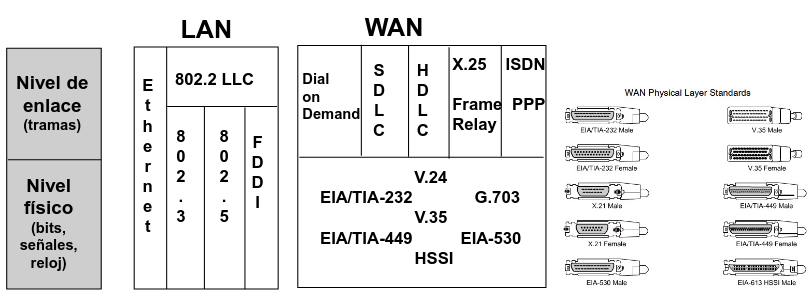 LAN
WAN
Nivel de
enlace
(tramas)
Nivel
físico
(bits,
señales,
reloj)
Ethernet
802.2 LLC
802.3
802.5
FDDI
Dial
on
Demand
SDLC
HDLC
X.25
Frame
Relay
ISDN
PPP
V.24
EIA/TIA-232
G.703
V.35
EIA/TIA-449
EIA-530
HSSI
WAN Physical Layer Standards
EIA/TIA-232 Male
V.35 Male
EIA/TIA-232 Female
V.35 Female
X.21 Male
EIA/TIA-449 Male
X.21 Female
EIA/TIA-449 Female
EIA-530 Male
EIA-613 HSSI Male